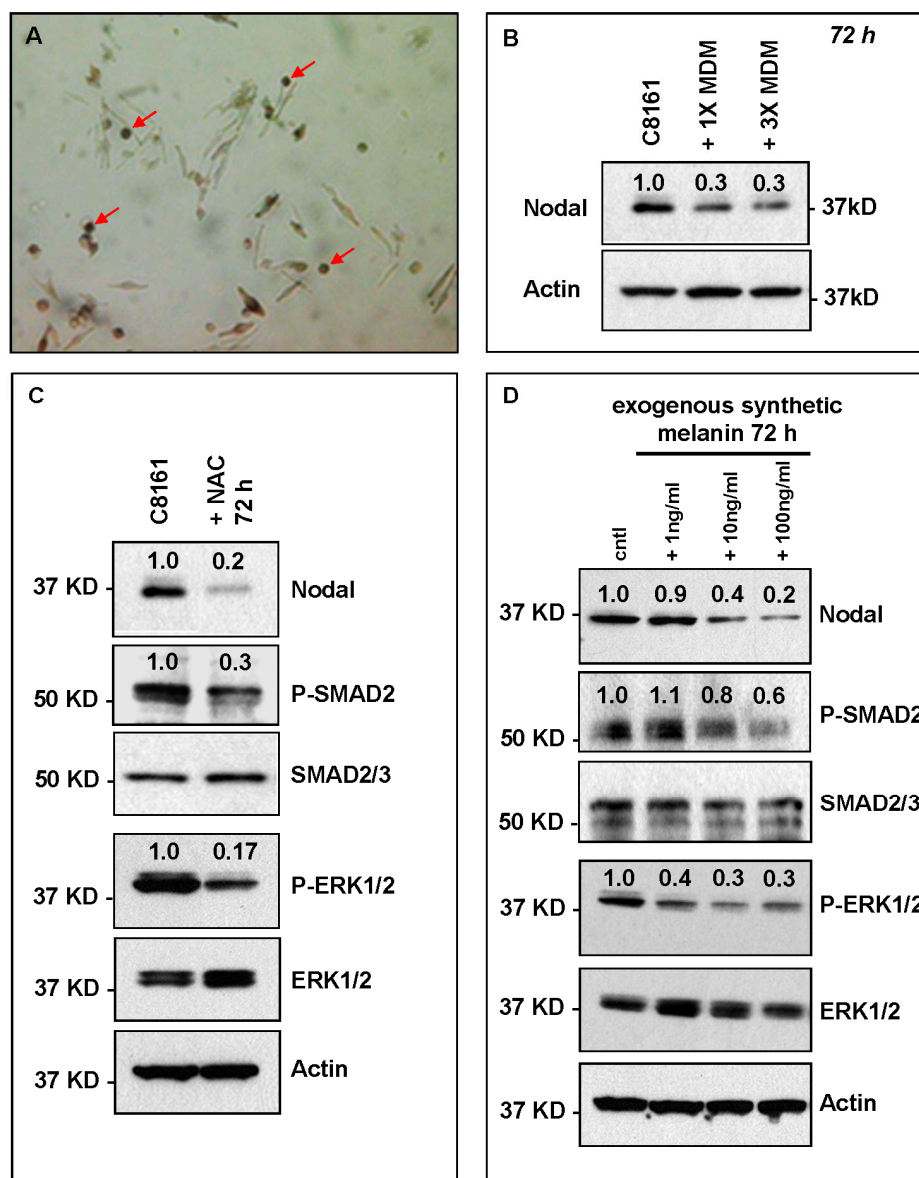 A
B
72 h
C8161
+ 1X MDM
+ 3X MDM
1.0 0.3 0.3
Nodal
37kD
Actin
37kD
C
C8161
+ NAC
72 h
1.0 0.2
37 KD
Nodal
1.0 0.3
50 KD
P-SMAD2
50 KD
SMAD2/3
1.0 0.17
37 KD
P-ERK1/2
37 KD
ERK1/2
37 KD
Actin
D
exogenous synthetic
melanin 72 h
cntl
+ 1ng/ml
+ 10ng/ml
+ 100ng/ml
1.0 0.9 0.4 0.2
37 KD
Nodal
1.0 1.1 0.8 0.6
50 KD
P-SMAD2
50 KD
SMAD2/3
1.0 0.4 0.3 0.3
37 KD
P-ERK1/2
37 KD
ERK1/2
37 KD
Actin